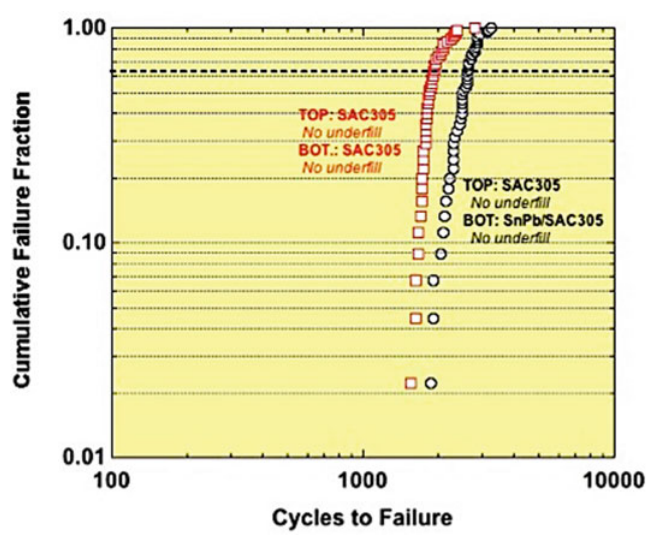 1.00
TOP: SAC305
No underfill
BOT.: SAC305
No underfill
TOP: SAC305
No underfill
BOT: SnPb/SAC305
No underfill
0.10
0.01
100
1000
10000
Cumulative Failure Fraction
Cycles to Failure